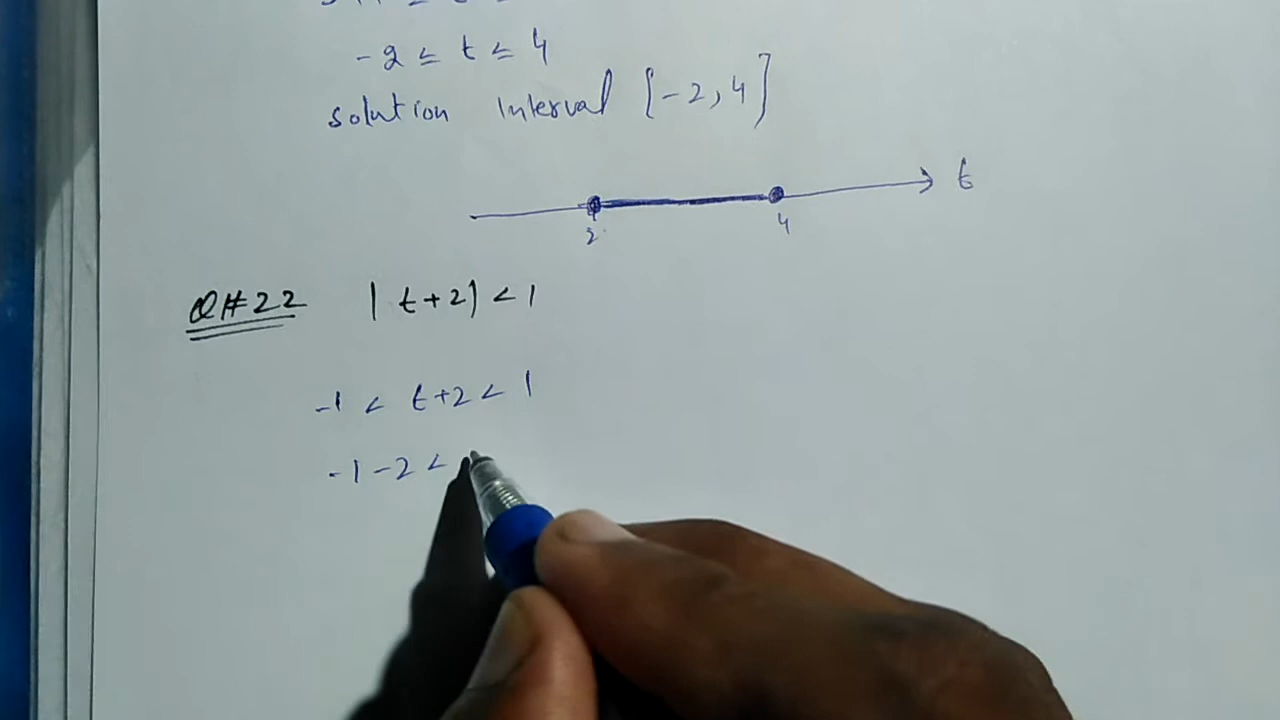 -2 ≤ t ≤ 4
solution Interval [-2,4]
t
2 4
Q#22 |t+2|<1
-1 < t+2 < 1
-1-2 <